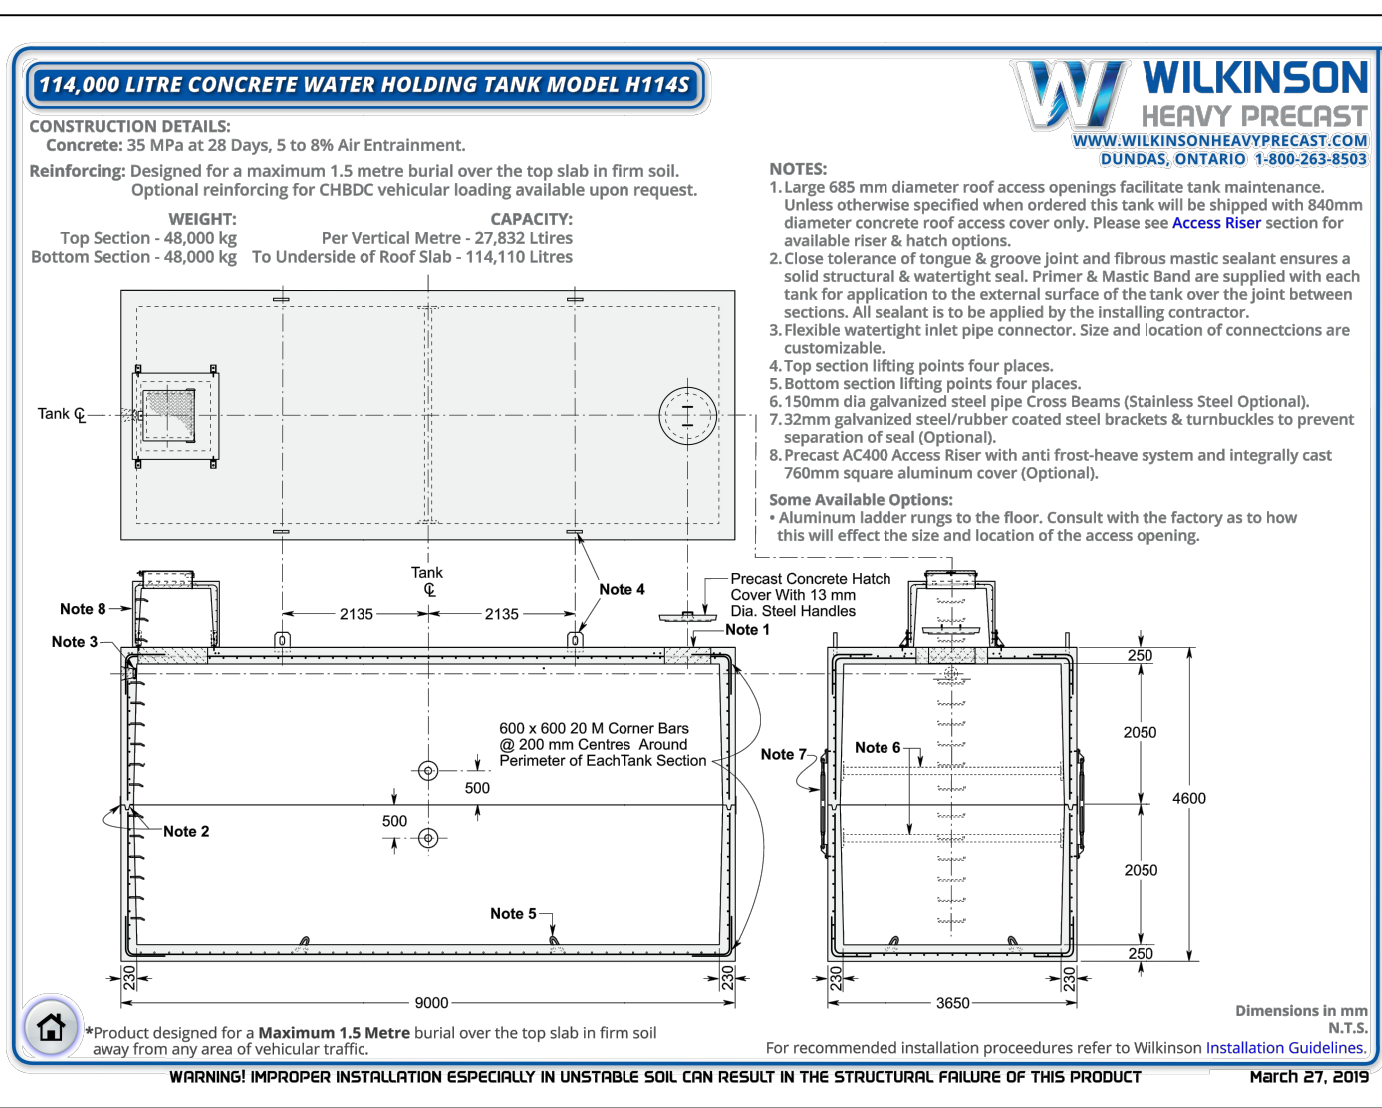 114,000 LITRE CONCRETE WATER HOLDING TANK MODEL H114S
WILKINSON
HEAVY PRECAST
WWW.WILKINSONHEAVYPRECAST.COM
DUNDAS, ONTARIO 1-800-263-8503
CONSTRUCTION DETAILS:
Concrete: 35 MPa at 28 Days, 5 to 8% Air Entrainment.
Reinforcing: Designed for a maximum 1.5 metre burial over the top slab in firm soil.
Optional reinforcing for CHBDC vehicular loading available upon request.
WEIGHT:
Top Section - 48,000 kg
Bottom Section - 48,000 kg
CAPACITY:
Per Vertical Metre - 27,832 Ltires
To Underside of Roof Slab - 114,110 Litres
NOTES:
1. Large 685 mm diameter roof access openings facilitate tank maintenance.
Unless otherwise specified when ordered this tank will be shipped with 840mm
diameter concrete roof access cover only. Please see Access Riser section for
available riser & hatch options.
2. Close tolerance of tongue & groove joint and fibrous mastic sealant ensures a
solid structural & watertight seal. Primer & Mastic Band are supplied with each
tank for application to the external surface of the tank over the joint between
sections. All sealant is to be applied by the installing contractor.
3. Flexible watertight inlet pipe connector. Size and location of connectcions are
customizable.
4. Top section lifting points four places.
5. Bottom section lifting points four places.
6. 150mm dia galvanized steel pipe Cross Beams (Stainless Steel Optional).
7. 32mm galvanized steel/rubber coated steel brackets & turnbuckles to prevent
separation of seal (Optional).
8. Precast AC400 Access Riser with anti frost-heave system and integrally cast
760mm square aluminum cover (Optional).
Some Available Options:
• Aluminum ladder rungs to the floor. Consult with the factory as to how
this will effect the size and location of the access opening.
Tank ℄
Tank
℄
Note 8
Note 3
2135
2135
Note 4
Precast Concrete Hatch
Cover With 13 mm
Dia. Steel Handles
Note 1
600 x 600 20 M Corner Bars
@ 200 mm Centres Around
Perimeter of EachTank Section
500
500
Note 2
Note 5
230
230
9000
Note 7
Note 6
250
2050
4600
2050
250
230
230
3650
Dimensions in mm
N.T.S.
*Product designed for a Maximum 1.5 Metre burial over the top slab in firm soil
away from any area of vehicular traffic.
For recommended installation proceedures refer to Wilkinson Installation Guidelines.
WARNING! IMPROPER INSTALLATION ESPECIALLY IN UNSTABLE SOIL CAN RESULT IN THE STRUCTURAL FAILURE OF THIS PRODUCT
March 27, 2019